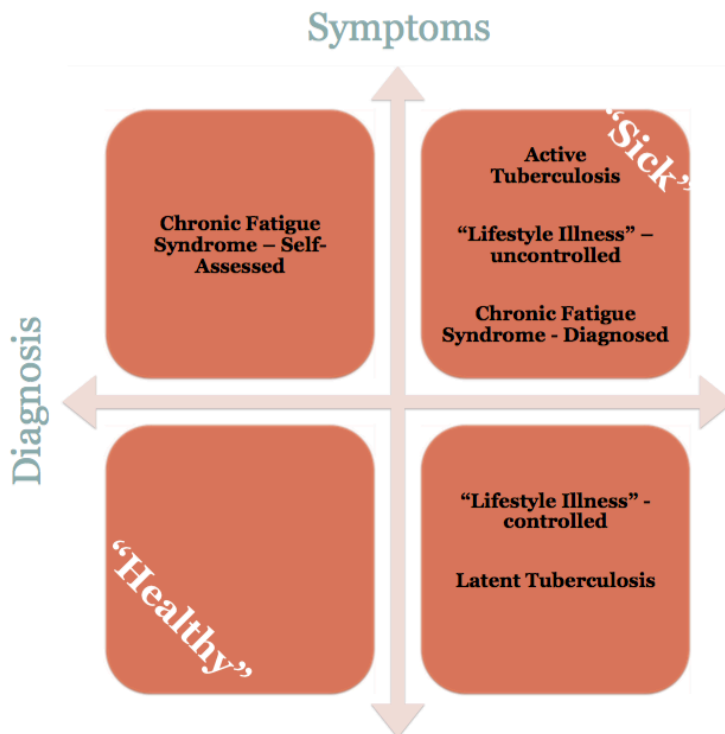 Symptoms
Diagnosis
Chronic Fatigue
Syndrome – Self-
Assessed
“Sick”
Active
Tuberculosis
“Lifestyle Illness” –
uncontrolled
Chronic Fatigue
Syndrome - Diagnosed
“Healthy”
“Lifestyle Illness” -
controlled
Latent Tuberculosis